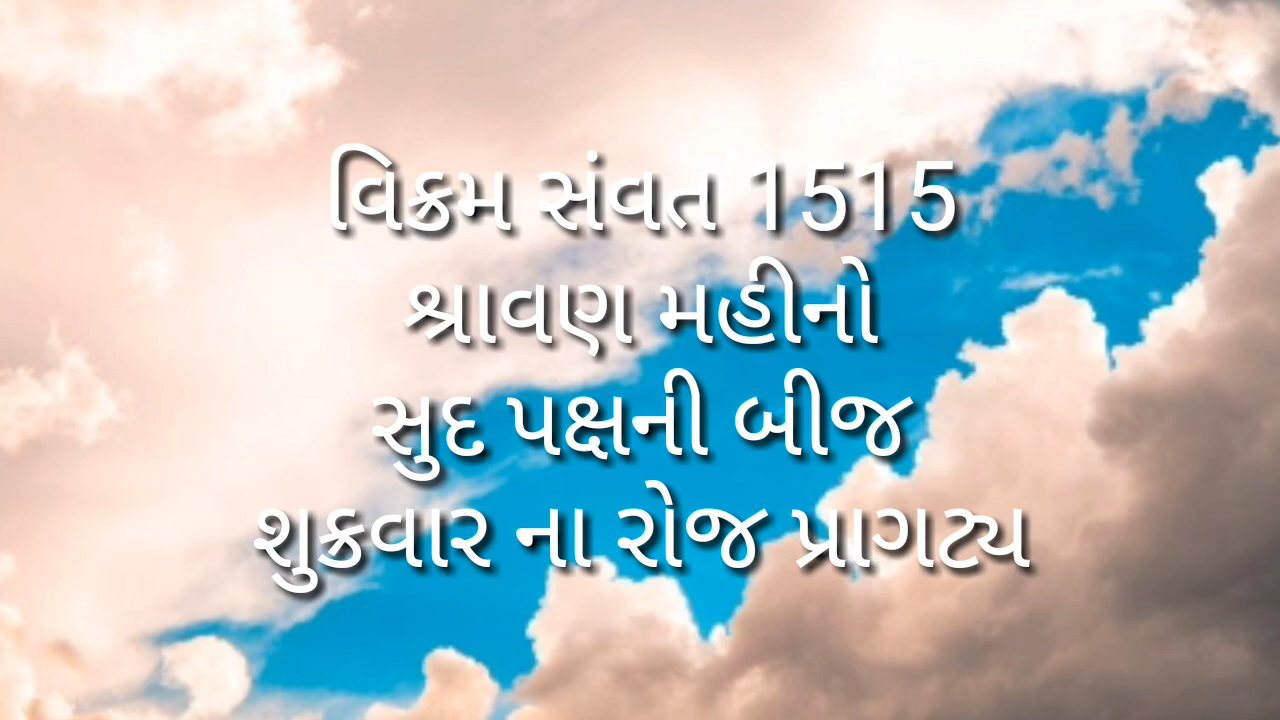 વિક્રમ સંવત 1515
શ્રાવણ મહીનો
સુદ પક્ષની બીજ
શુક્રવાર ના રોજ પ્રાગટ્ય